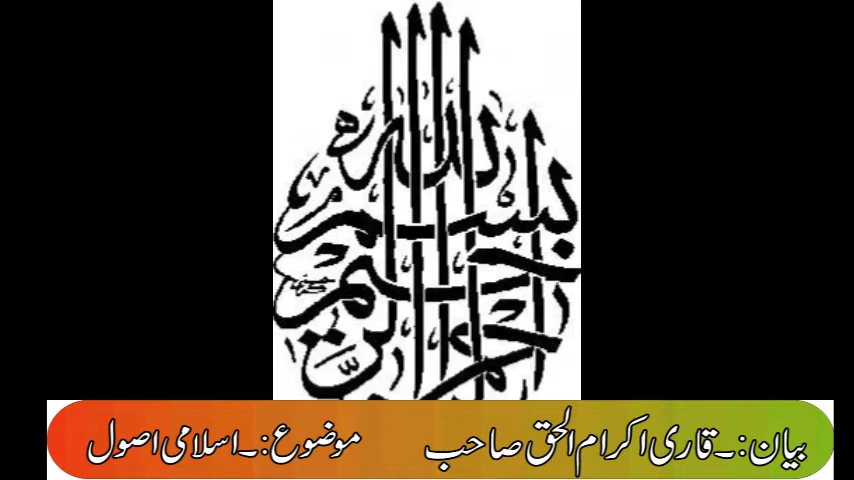 بسم الله الرحمن الرحيم
بیان:۔قاری اکرام الحق صاحب موضوع:۔اسلامی اصول